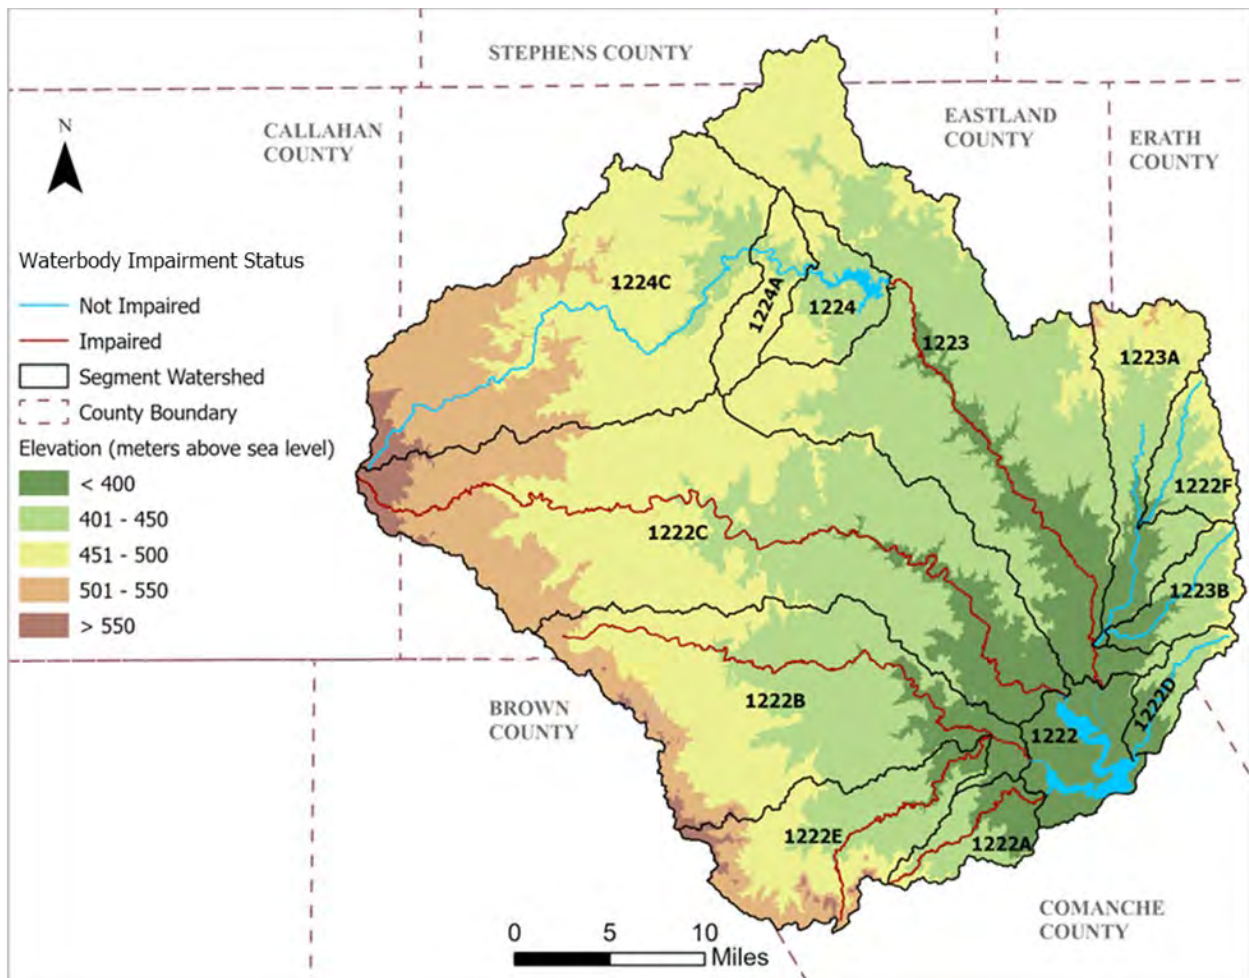 STEPHENS COUNTY
CALLAHAN
COUNTY
EASTLAND
COUNTY
ERATH
COUNTY
N
Waterbody Impairment Status
Not Impaired
Impaired
Segment Watershed
County Boundary
Elevation (meters above sea level)
< 400
401 - 450
451 - 500
501 - 550
> 550
1224C
1224A
1224
1223
1223A
1222F
1222C
1223B
1222B
1222D
1222
1222E
1222A
BROWN
COUNTY
COMANCHE
COUNTY
0 5 10
Miles